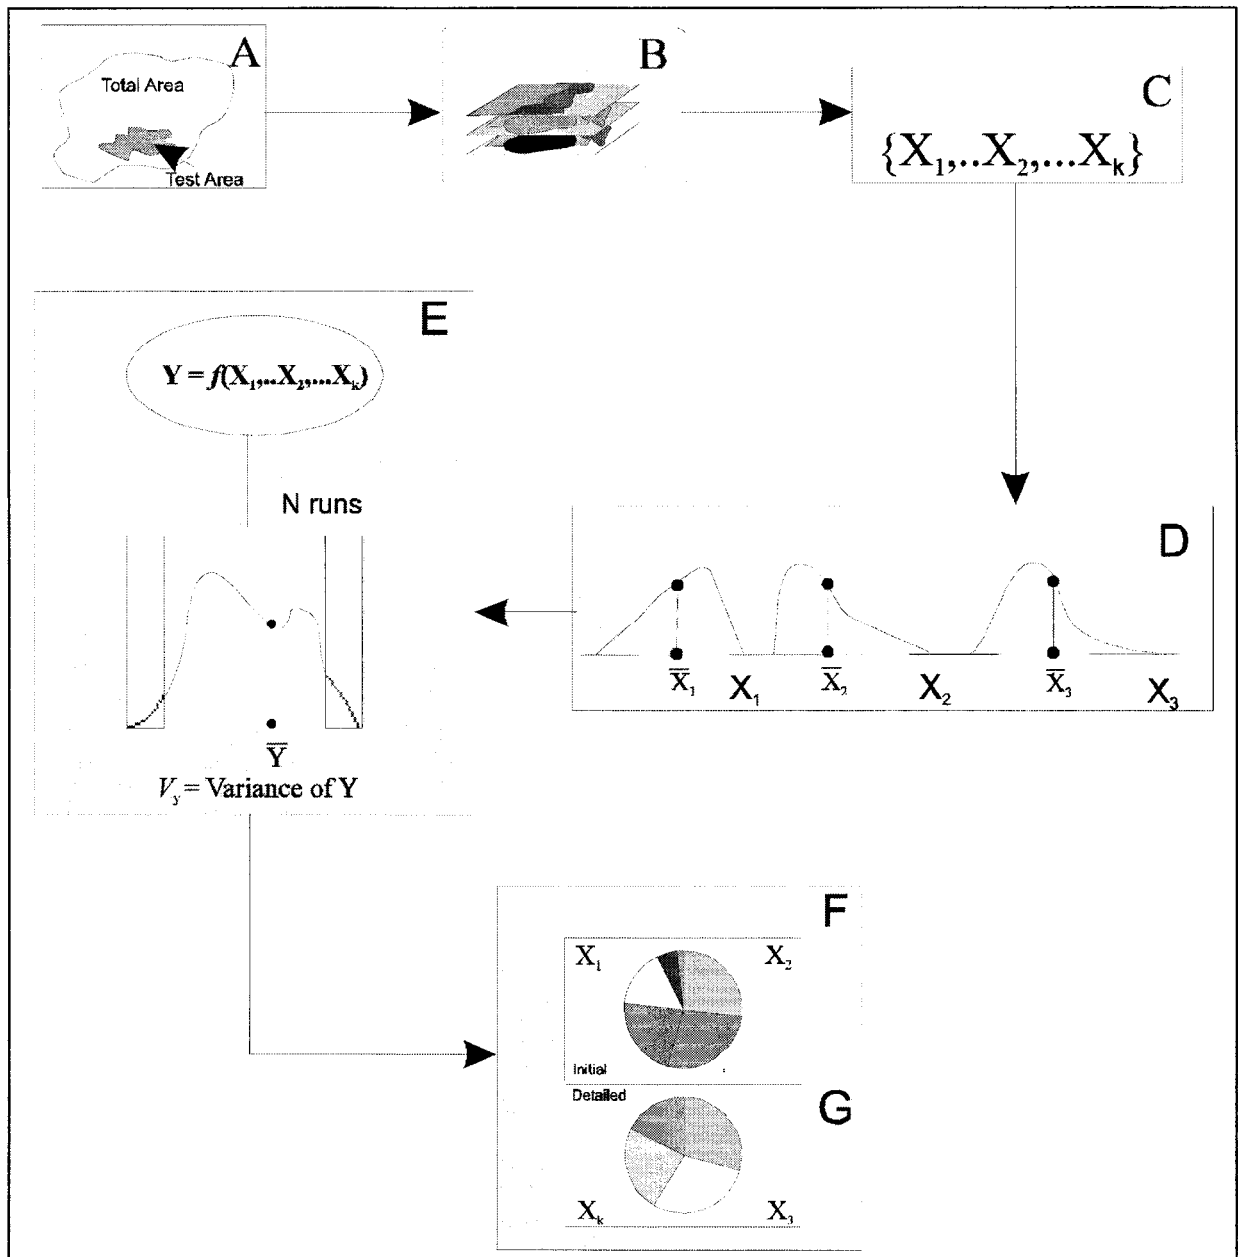 A
Total Area
Test Area
B
C
{X₁,..X₂,...Xₖ}
E
Y = f(X₁,..X₂,...Xₖ)
N runs
Y̅
Vᵧ = Variance of Y
D
X̅₁ X₁ X̅₂ X₂ X̅₃ X₃
F
X₁ X₂
Initial
Detailed
G
Xₖ X₃